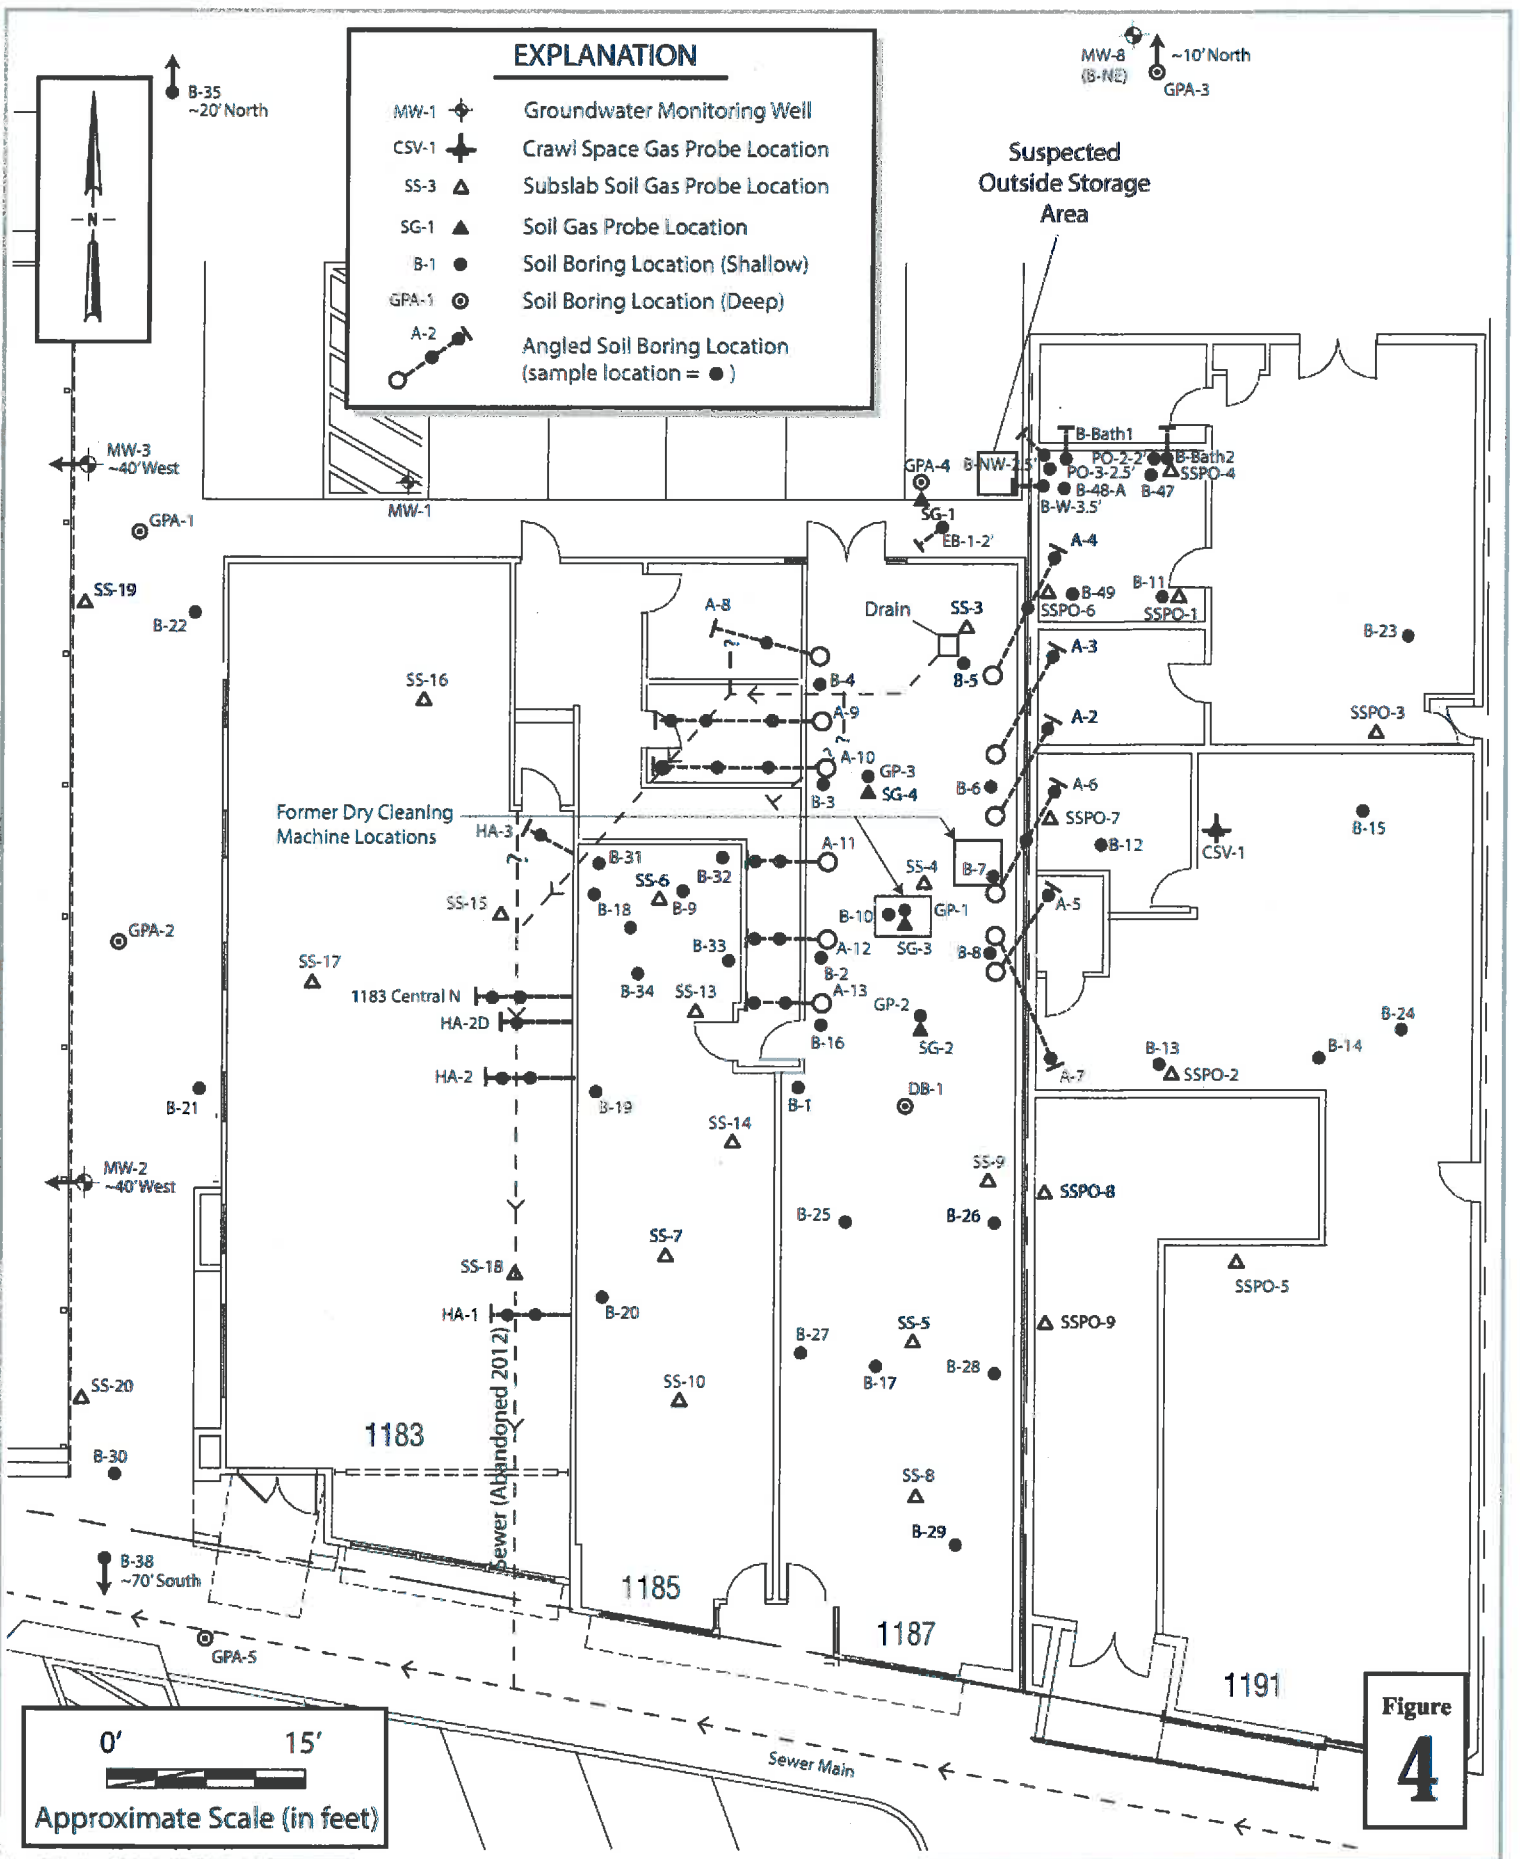 EXPLANATION
MW-1 Groundwater Monitoring Well
CSV-1 Crawl Space Gas Probe Location
SS-3 Subslab Soil Gas Probe Location
SG-1 Soil Gas Probe Location
B-1 Soil Boring Location (Shallow)
GPA-1 Soil Boring Location (Deep)
A-2 Angled Soil Boring Location
(sample location = )
N
B-35
~20' North
MW-8
(B-NE)
~10' North
GPA-3
Suspected
Outside Storage
Area
MW-3
~40' West
MW-1
GPA-1
GPA-4
B-NW-2.5'
B-Bath1
PO-2-2'
B-Bath2
PO-3-2.5'
SSPO-4
B-48-A
B-47
B-W-3.5'
SG-1
EB-1-2'
A-4
SS-19
B-22
A-8
Drain
SS-3
B-49
SSPO-6
B-11
SSPO-1
B-23
A-3
SS-16
B-4
B-5
A-9
A-2
SSPO-3
?
?
?
A-10
GP-3
SG-4
B-3
B-6
A-6
SSPO-7
B-15
Former Dry Cleaning
Machine Locations
HA-3
?
B-31
B-32
A-11
B-12
CSV-1
SS-6
B-9
SS-4
B-7
SS-15
B-18
B-10
GP-1
SG-3
A-5
GPA-2
B-33
A-12
B-2
B-8
SS-17
B-34
SS-13
A-13
1183 Central N
HA-2D
GP-2
B-16
SG-2
B-24
B-14
B-13
SSPO-2
HA-2
A-7
B-21
B-19
B-1
DB-1
SS-14
MW-2
~40' West
SS-9
SSPO-8
B-25
B-26
SS-7
SS-18
SSPO-5
B-20
HA-1
SSPO-9
B-27
SS-5
B-17
B-28
SS-20
SS-10
1183
Sewer (Abandoned 2012)
B-30
SS-8
B-29
B-38
~70' South
1185
1187
GPA-5
1191
Sewer Main
0' 15'
Approximate Scale (in feet)
Figure
4